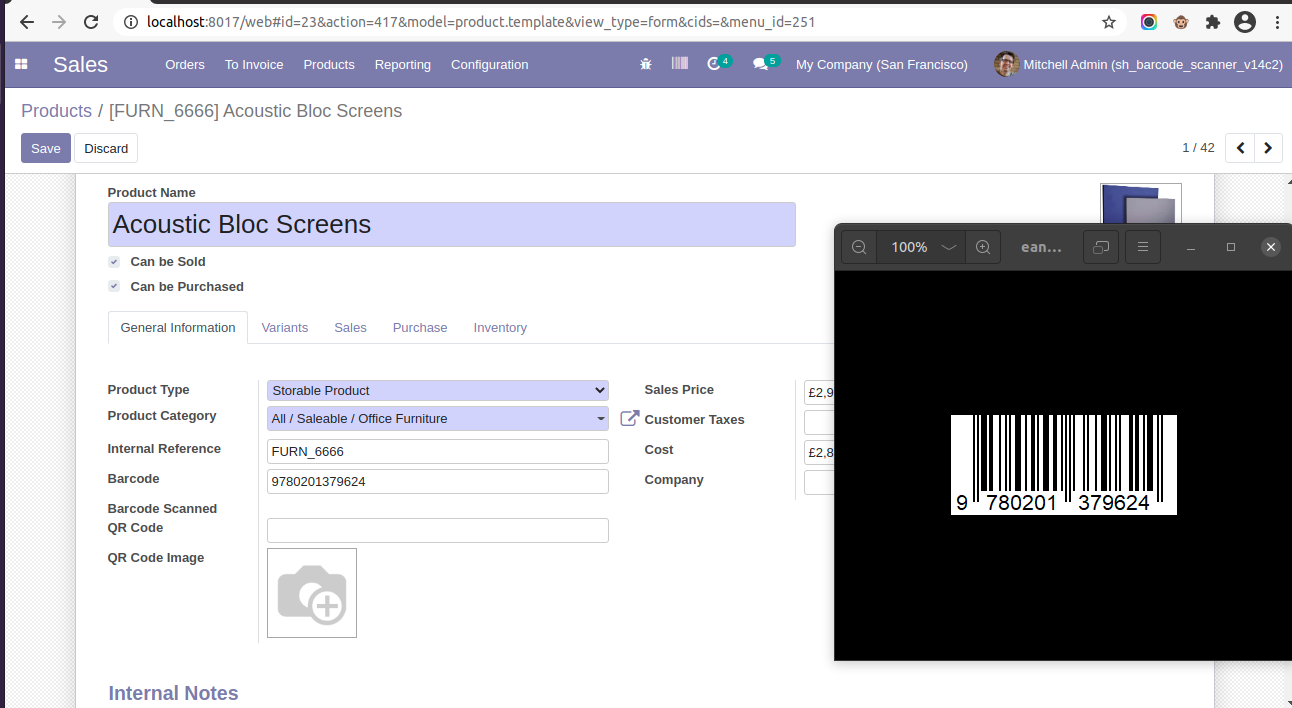 localhost:8017/web#id=23&action=417&model=product.template&view_type=form&cids=&menu_id=251
Sales Orders To Invoice Products Reporting Configuration 4 5 My Company (San Francisco) Mitchell Admin (sh_barcode_scanner_v14c2)
Products / [FURN_6666] Acoustic Bloc Screens
Save Discard 1 / 42
Product Name
Acoustic Bloc Screens
Can be Sold
Can be Purchased
100% ean...
General Information Variants Sales Purchase Inventory
Product Type Storable Product
Product Category All / Saleable / Office Furniture
Internal Reference FURN_6666
Barcode 9780201379624
Barcode Scanned
QR Code
QR Code Image
Sales Price £2,9
Customer Taxes
Cost £2,8
Company
9 780201 379624
Internal Notes